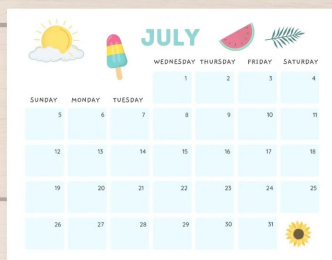 JULY
WEDNESDAY THURSDAY FRIDAY SATURDAY
1 2 3 4
SUNDAY MONDAY TUESDAY
5 6 7 8 9 10 11
12 13 14 15 16 17 18
19 20 21 22 23 24 25
26 27 28 29 30 31